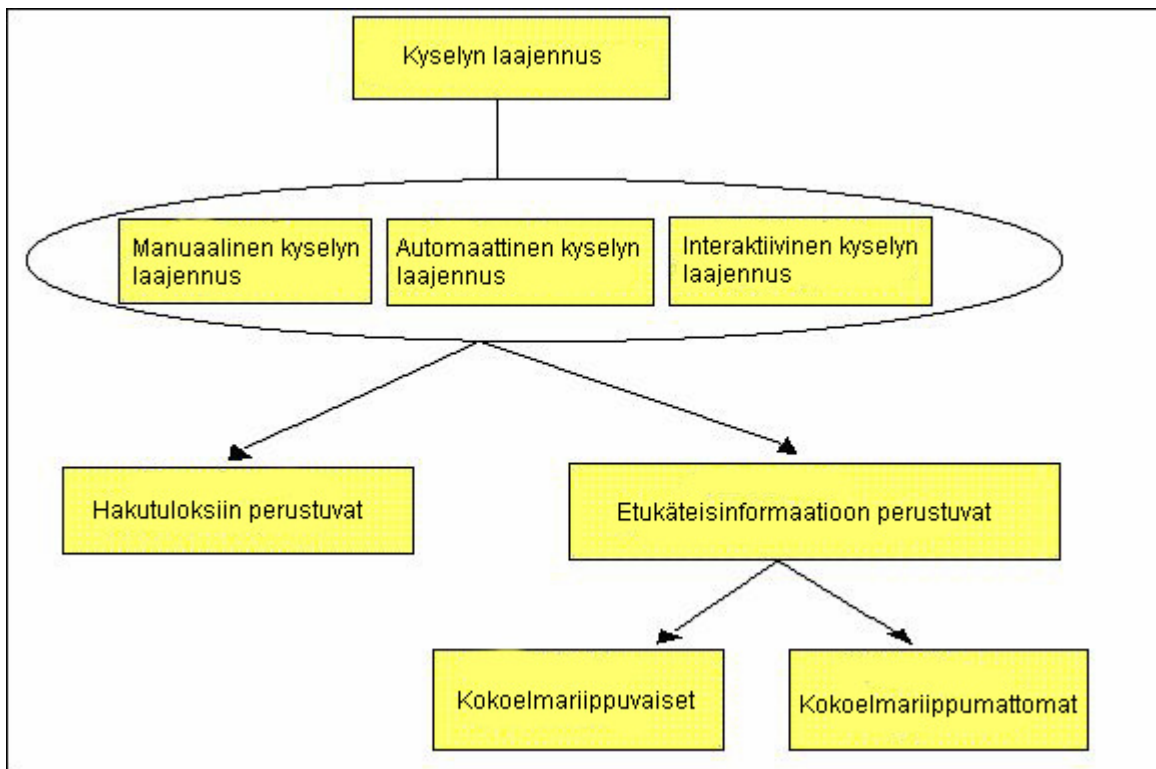 Kyselyn laajennus
Manuaalinen kyselyn
laajennus
Automaattinen kyselyn
laajennus
Interaktiivinen kyselyn
laajennus
Hakutuloksiin perustuvat
Etukäteisinformaatioon perustuvat
Kokoelmariippuvaiset
Kokoelmariippumattomat